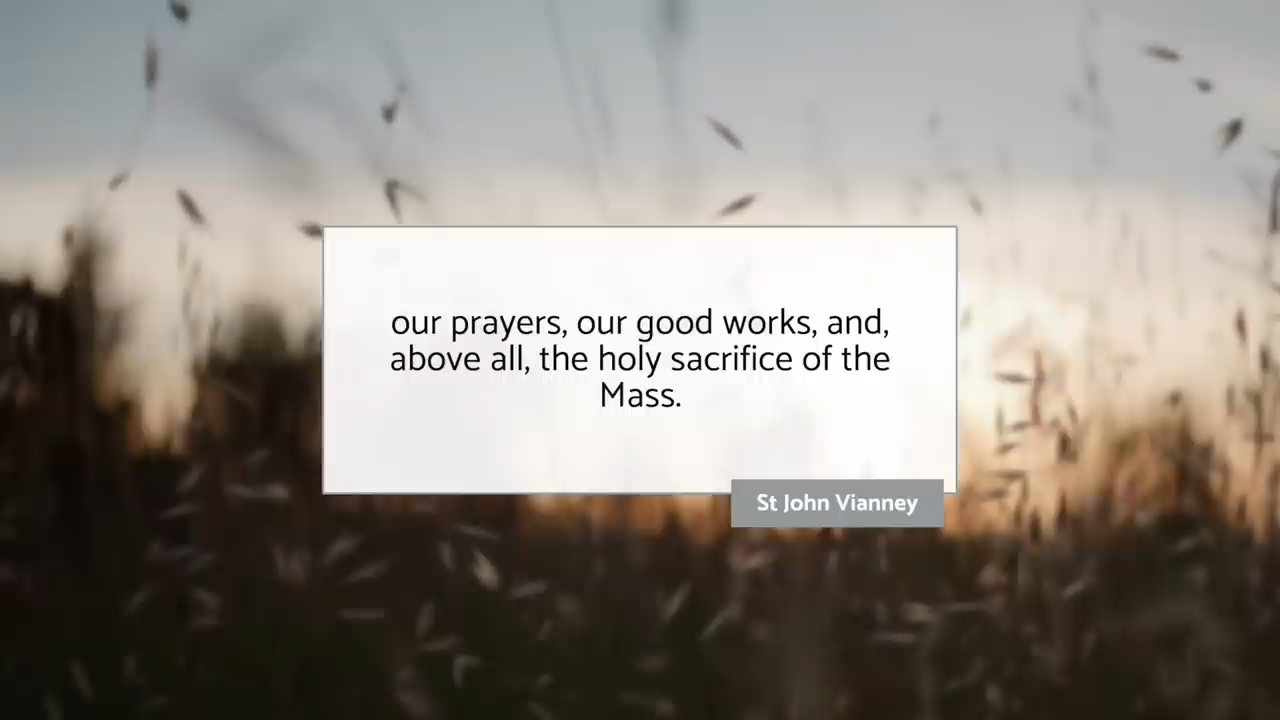 our prayers, our good works, and,
above all, the holy sacrifice of the
Mass.
St John Vianney